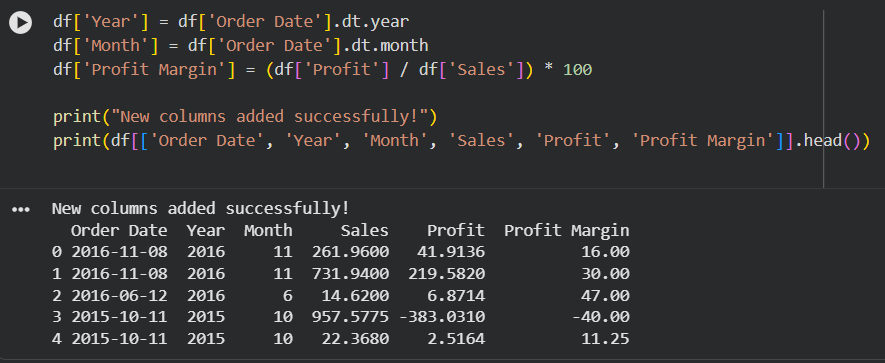 df['Year'] = df['Order Date'].dt.year
df['Month'] = df['Order Date'].dt.month
df['Profit Margin'] = (df['Profit'] / df['Sales']) * 100
print("New columns added successfully!")
print(df[['Order Date', 'Year', 'Month', 'Sales', 'Profit', 'Profit Margin']].head())
New columns added successfully!
Order Date Year Month Sales Profit Profit Margin
0 2016-11-08 2016 11 261.9600 41.9136 16.00
1 2016-11-08 2016 11 731.9400 219.5820 30.00
2 2016-06-12 2016 6 14.6200 6.8714 47.00
3 2015-10-11 2015 10 957.5775 -383.0310 -40.00
4 2015-10-11 2015 10 22.3680 2.5164 11.25